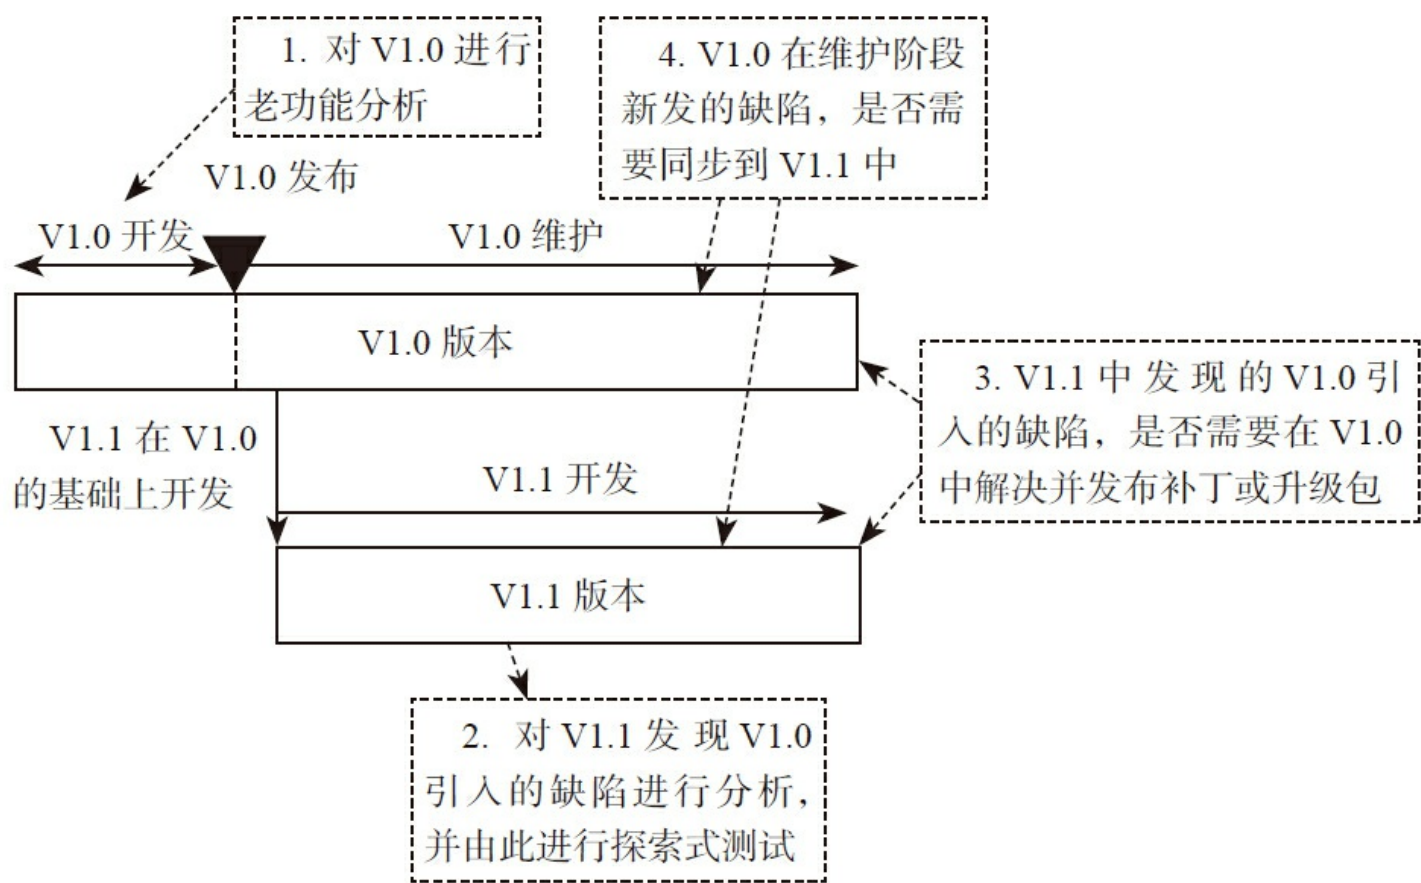 1. 对 V1.0 进行
老功能分析
4. V1.0 在维护阶段
新发的缺陷，是否需
要同步到 V1.1 中
V1.0 发布
V1.0 开发
V1.0 维护
V1.0 版本
3. V1.1 中发现的 V1.0 引
入的缺陷，是否需要在 V1.0
中解决并发布补丁或升级包
V1.1 在 V1.0
的基础上开发
V1.1 开发
V1.1 版本
2. 对 V1.1 发现 V1.0
引入的缺陷进行分析，
并由此进行探索式测试